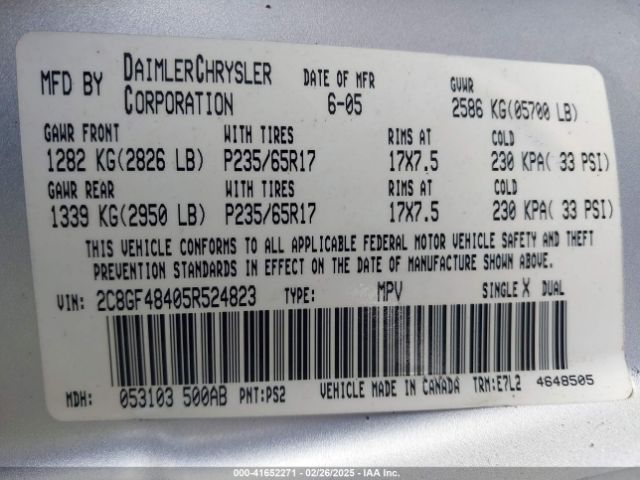 MFD BY DAIMLERCHRYSLER CORPORATION DATE OF MFR 6-05 GVWR 2586 KG(05700 LB)
GAWR FRONT WITH TIRES RIMS AT COLD
1282 KG(2826 LB) P235/65R17 17X7.5 230 KPA( 33 PSI)
GAWR REAR WITH TIRES RIMS AT COLD
1339 KG(2950 LB) P235/65R17 17X7.5 230 KPA( 33 PSI)
THIS VEHICLE CONFORMS TO ALL APPLICABLE FEDERAL MOTOR VEHICLE SAFETY AND THEFT
PREVENTION STANDARDS IN EFFECT ON THE DATE OF MANUFACTURE SHOWN ABOVE.
VIN: 2C8GF48405R524823 TYPE: MPV SINGLE X DUAL
MDH: 053103 500AB PNT:PS2 VEHICLE MADE IN CANADA TRM:E7L2 4648505
000-41652271 | 02/26/2025 | IAA Inc.